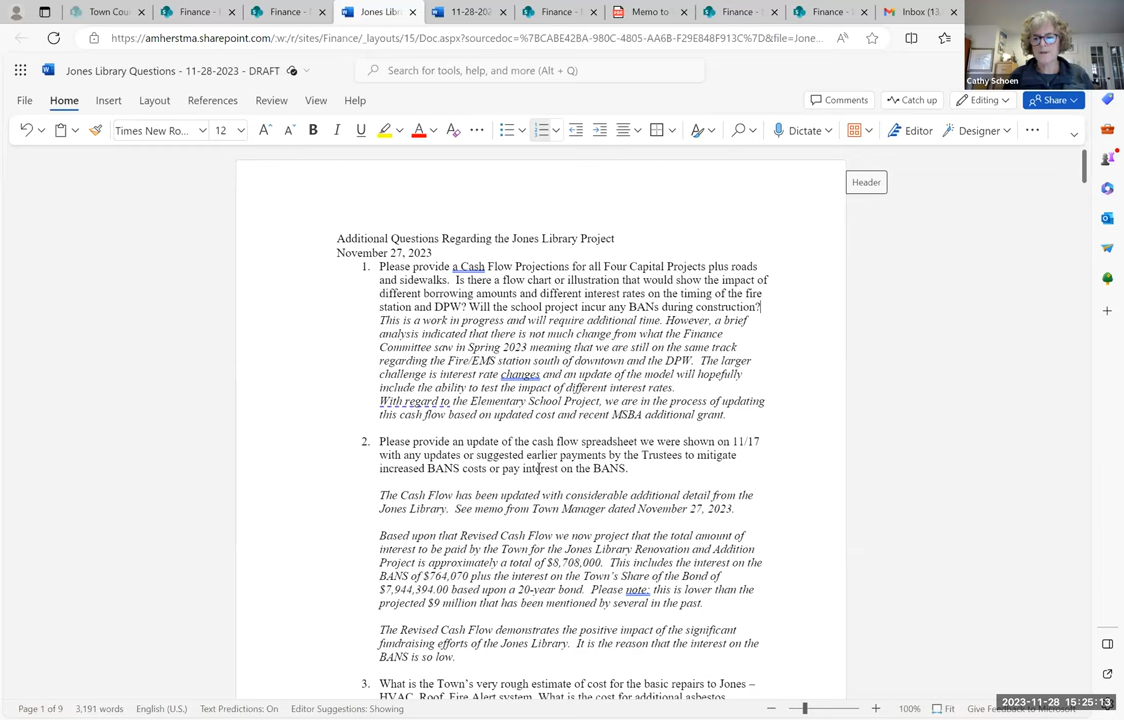 Town Cou
Finance -
Finance -
Jones Libr
11-28-202
Finance -
Memo to
Finance -
Finance -
Inbox (13
https://amherstma.sharepoint.com/:w:/r/sites/Finance/_layouts/15/Doc.aspx?sourcedoc=%7BCABE42BA-980C-4805-AA6B-F29E848F913C%7D&file=Jone...
Cathy Schoen
Jones Library Questions - 11-28-2023 - DRAFT
Search for tools, help, and more (Alt + Q)
File Home Insert Layout References Review View Help
Comments Catch up Editing Share
Times New Ro... 12 B I U A Dictate Editor Designer
Header
Additional Questions Regarding the Jones Library Project
November 27, 2023
1. Please provide a Cash Flow Projections for all Four Capital Projects plus roads
and sidewalks. Is there a flow chart or illustration that would show the impact of
different borrowing amounts and different interest rates on the timing of the fire
station and DPW? Will the school project incur any BANs during construction?
This is a work in progress and will require additional time. However, a brief
analysis indicated that there is not much change from what the Finance
Committee saw in Spring 2023 meaning that we are still on the same track
regarding the Fire/EMS station south of downtown and the DPW. The larger
challenge is interest rate changes and an update of the model will hopefully
include the ability to test the impact of different interest rates.
With regard to the Elementary School Project, we are in the process of updating
this cash flow based on updated cost and recent MSBA additional grant.
2. Please provide an update of the cash flow spreadsheet we were shown on 11/17
with any updates or suggested earlier payments by the Trustees to mitigate
increased BANS costs or pay interest on the BANS.
The Cash Flow has been updated with considerable additional detail from the
Jones Library. See memo from Town Manager dated November 27, 2023.
Based upon that Revised Cash Flow we now project that the total amount of
interest to be paid by the Town for the Jones Library Renovation and Addition
Project is approximately a total of $8,708,000. This includes the interest on the
BANS of $764,070 plus the interest on the Town's Share of the Bond of
$7,944,394.00 based upon a 20-year bond. Please note: this is lower than the
projected $9 million that has been mentioned by several in the past.
The Revised Cash Flow demonstrates the positive impact of the significant
fundraising efforts of the Jones Library. It is the reason that the interest on the
BANS is so low.
3. What is the Town's very rough estimate of cost for the basic repairs to Jones –
HVAC, Roof, Fire Alert system. What is the cost for additional asbestos
Page 1 of 9 3,191 words English (U.S.) Text Predictions: On Editor Suggestions: Showing 100% Fit Give Feedback to Microsoft
2023-11-28 15:25:13